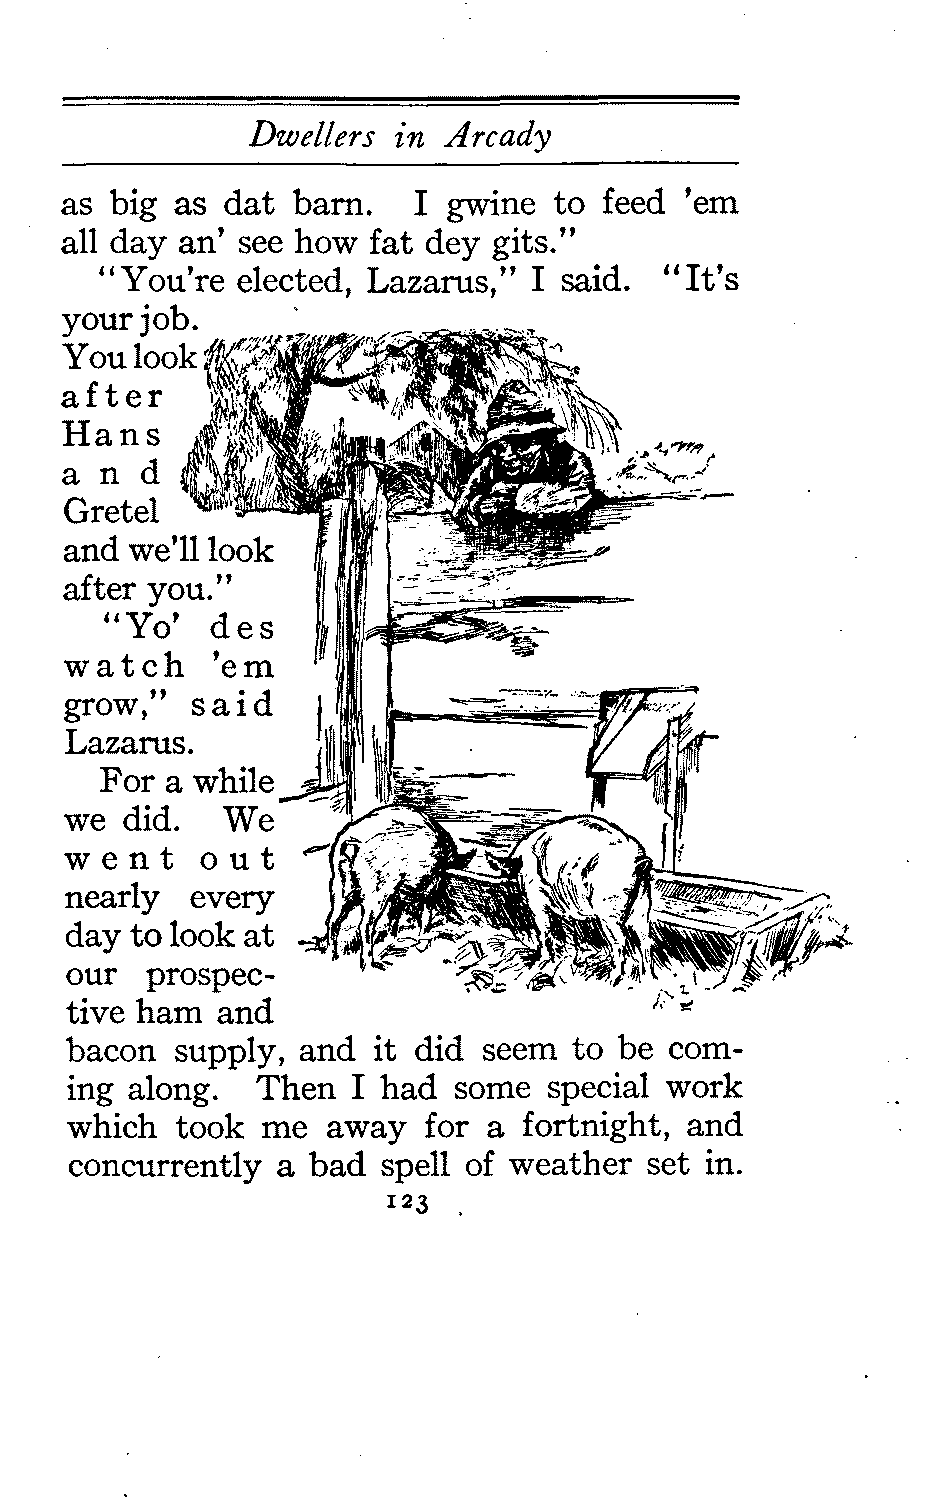 Dwellers in Arcady
as big as dat barn. I gwine to feed 'em
all day an' see how fat dey gits."
"You're elected, Lazarus," I said. "It's
your job.
You look
after
Hans
and
Gretel
and we'll look
after you."
"Yo' des
watch 'em
grow," said
Lazarus.
For a while
we did. We
went out
nearly every
day to look at
our prospec-
tive ham and
bacon supply, and it did seem to be com-
ing along. Then I had some special work
which took me away for a fortnight, and
concurrently a bad spell of weather set in.
123